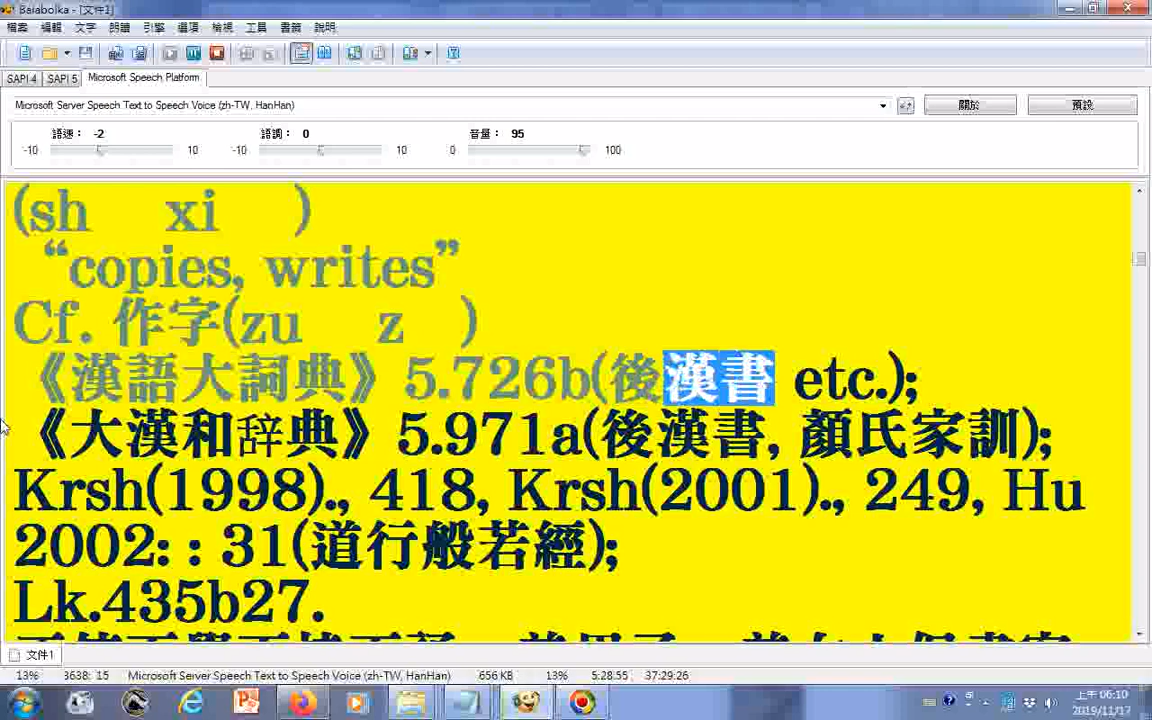 Balabolka - [文件1]
檔案 編輯 文字 朗讀 引擎 選項 檢視 工具 書籤 說明
SAPI 4 SAPI 5 Microsoft Speech Platform
Microsoft Server Speech Text to Speech Voice (zh-TW, HanHan) 關於 預設
語速： -2 語調： 0 音量： 95
-10 10 -10 10 0 100
(sh xi )
“copies, writes”
Cf. 作字(zu z )
《漢語大詞典》 5.726b(後漢書 etc.);
《大漢和辞典》 5.971a(後漢書, 顏氏家訓);
Krsh(1998)., 418, Krsh(2001)., 249, Hu
2002: : 31(道行般若經);
Lk.435b27.
文件1
13% 3638: 15 Microsoft Server Speech Text to Speech Voice (zh-TW, HanHan) 656 KB 13% 5:28:55 37:29:26
上午 06:10
2019/11/17